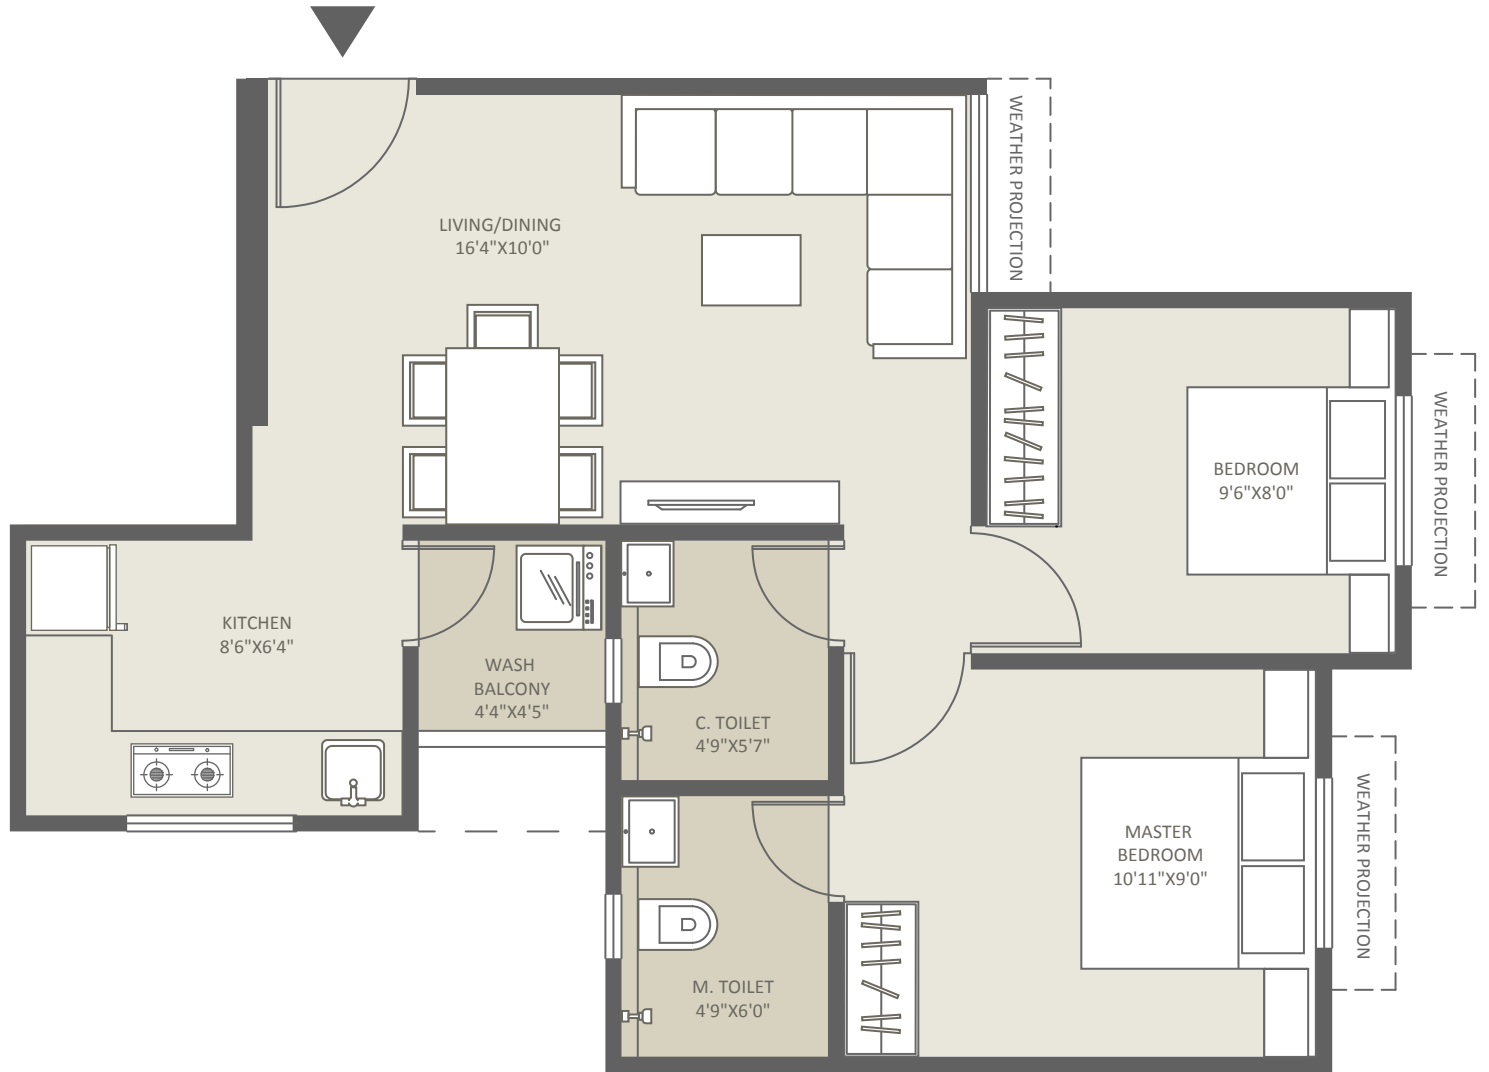 WEATHER PROJECTION
LIVING/DINING
16'4"X10'0"
BEDROOM
9'6"X8'0"
WEATHER PROJECTION
KITCHEN
8'6"X6'4"
WASH
BALCONY
4'4"X4'5"
C. TOILET
4'9"X5'7"
MASTER
BEDROOM
10'11"X9'0"
WEATHER PROJECTION
M. TOILET
4'9"X6'0"